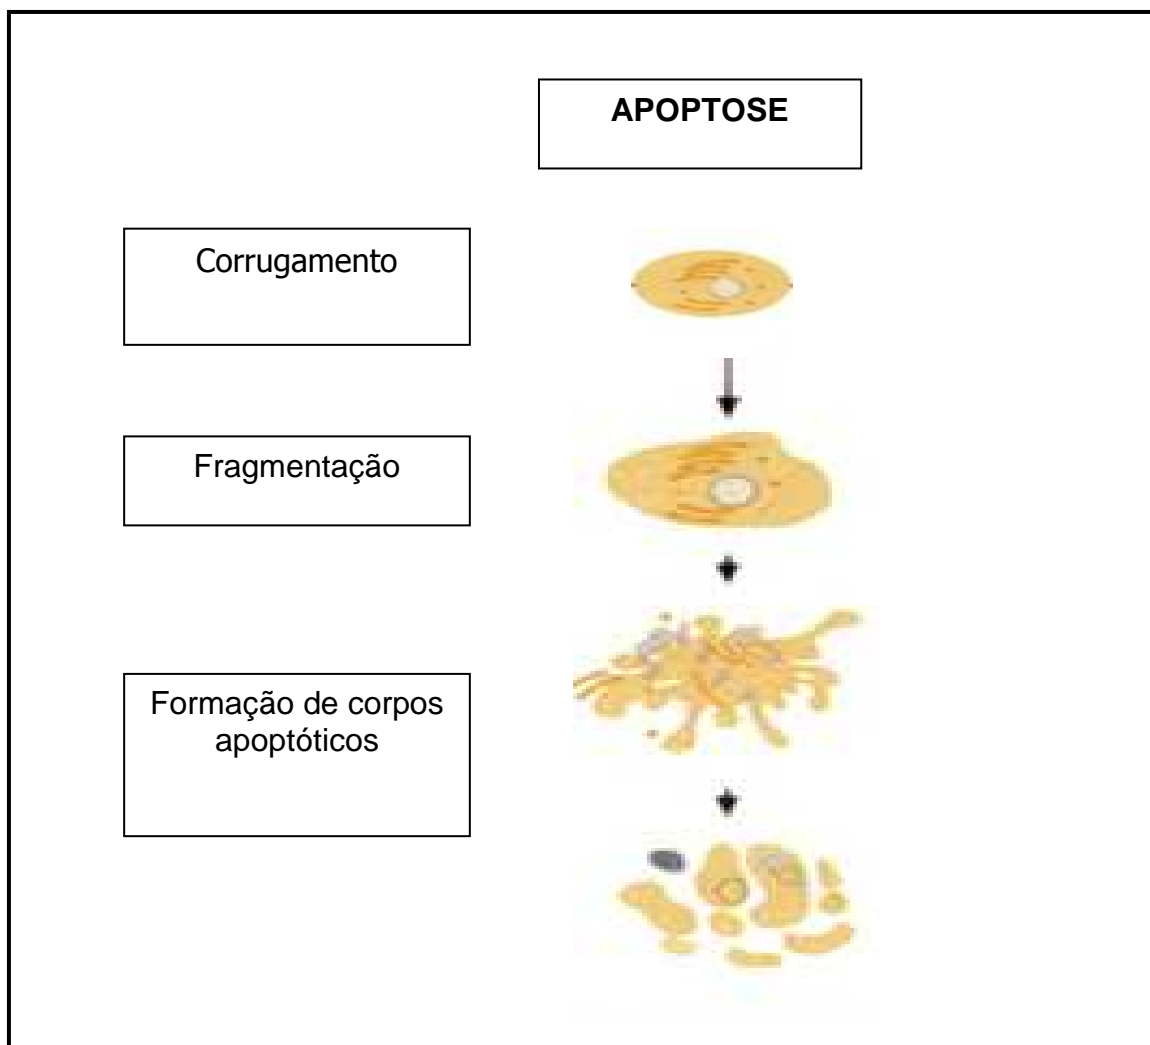 APOPTOSE
Corrugamento
Fragmentação
Formação de corpos
apoptóticos